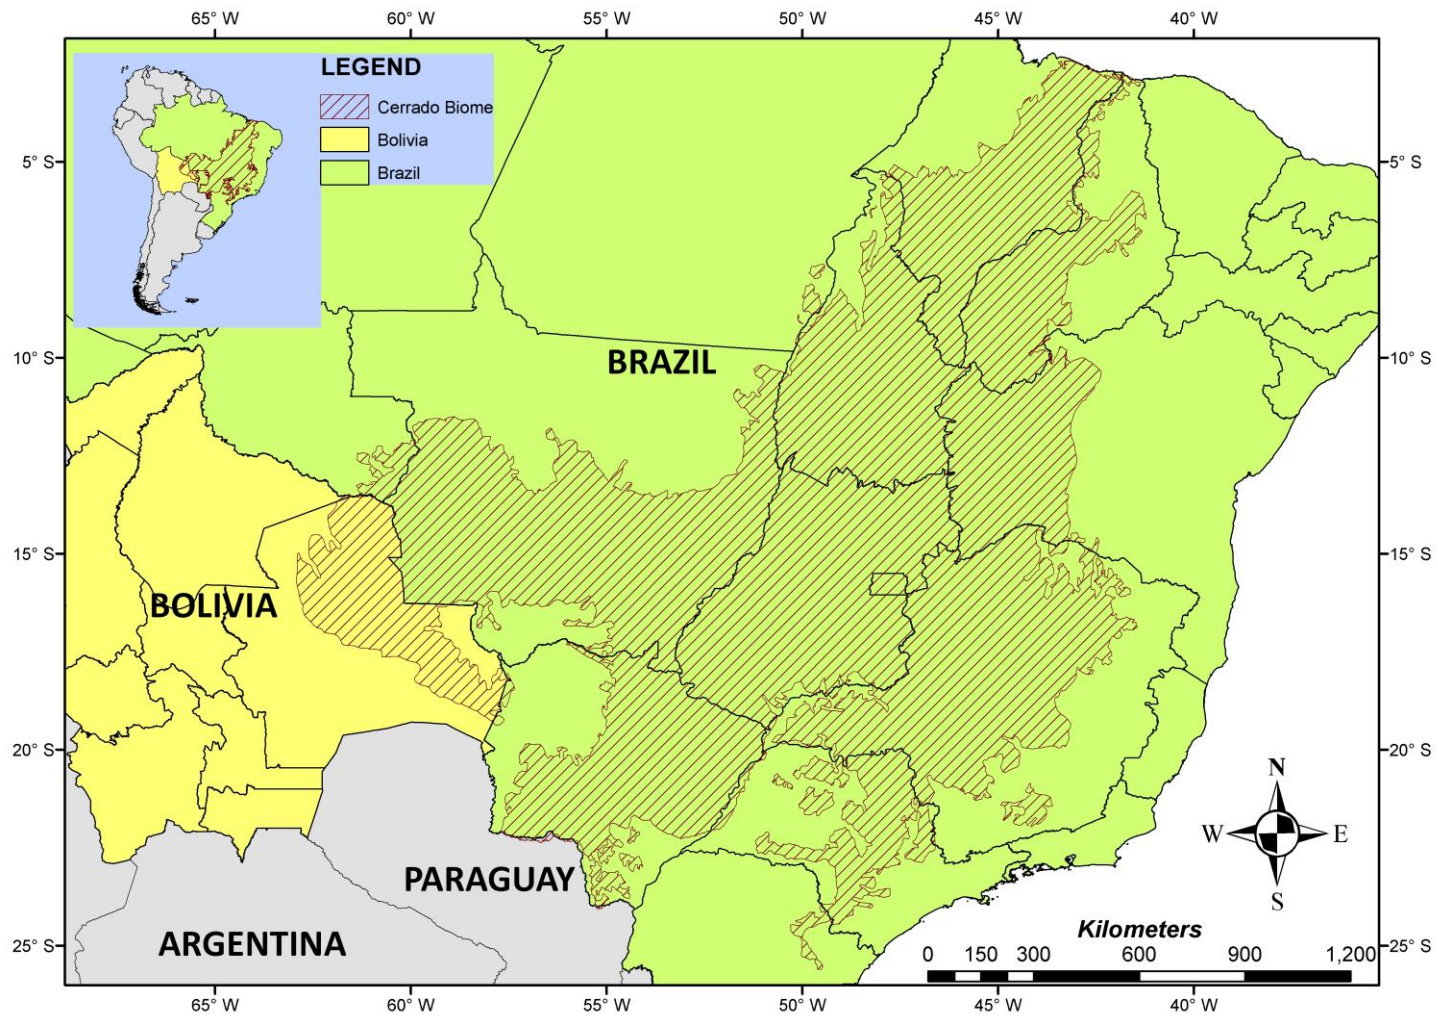 65° W 60° W 55° W 50° W 45° W 40° W
LEGEND
Cerrado Biome
Bolivia
Brazil
5° S 5° S
BRAZIL
10° S 10° S
15° S 15° S
BOLIVIA
20° S 20° S
N
W E
S
PARAGUAY
ARGENTINA
Kilometers
25° S 25° S
0 150 300 600 900 1,200
65° W 60° W 55° W 50° W 45° W 40° W